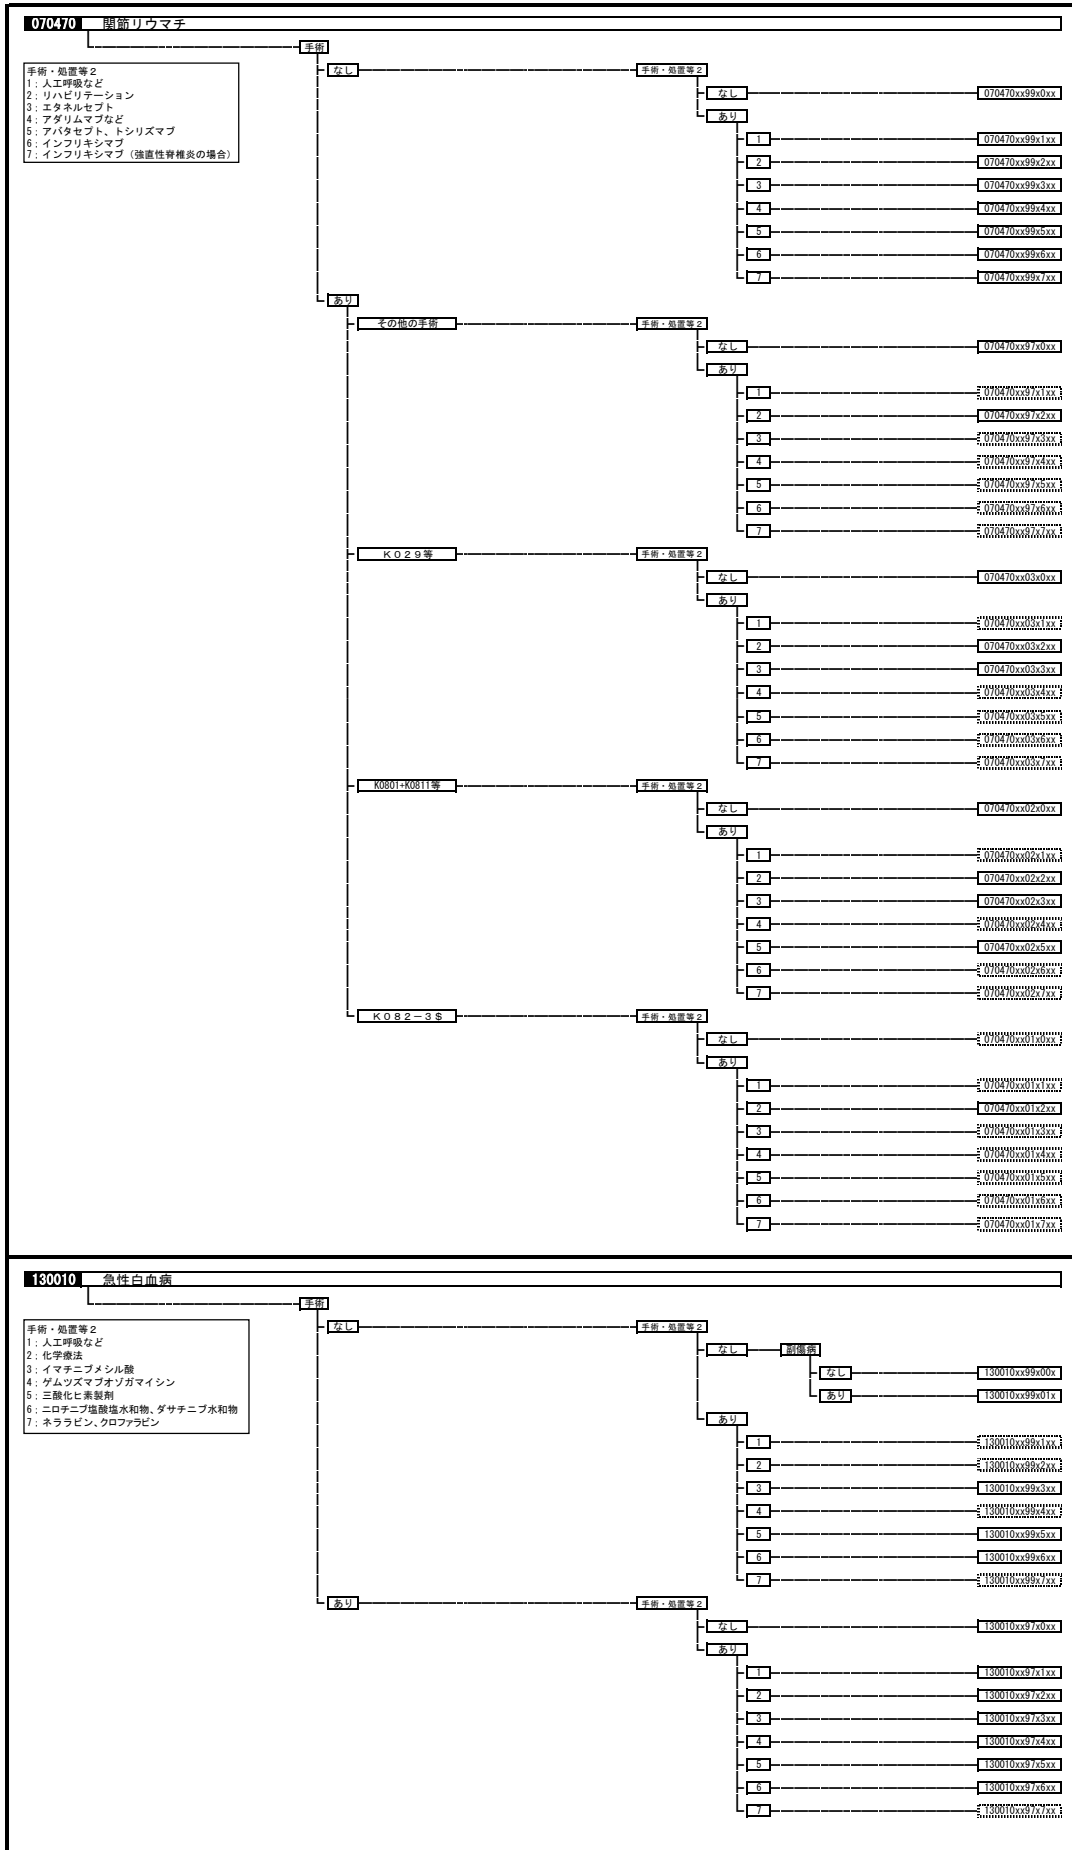 070470 関節リウマチ
手術
手術・処置等2
1；人工呼吸など
2；リハビリテーション
3；エタネルセプト
4；アダリムマブなど
5；アバタセプト、トシリズマブ
6；インフリキシマブ
7；インフリキシマブ（強直性脊椎炎の場合）
なし 手術・処置等2
なし 070470xx99x0xx
あり
1 070470xx99x1xx
2 070470xx99x2xx
3 070470xx99x3xx
4 070470xx99x4xx
5 070470xx99x5xx
6 070470xx99x6xx
7 070470xx99x7xx
あり
その他の手術 手術・処置等2
なし 070470xx97x0xx
あり
1 070470xx97x1xx
2 070470xx97x2xx
3 070470xx97x3xx
4 070470xx97x4xx
5 070470xx97x5xx
6 070470xx97x6xx
7 070470xx97x7xx
K029等 手術・処置等2
なし 070470xx03x0xx
あり
1 070470xx03x1xx
2 070470xx03x2xx
3 070470xx03x3xx
4 070470xx03x4xx
5 070470xx03x5xx
6 070470xx03x6xx
7 070470xx03x7xx
K0801+K0811等 手術・処置等2
なし 070470xx02x0xx
あり
1 070470xx02x1xx
2 070470xx02x2xx
3 070470xx02x3xx
4 070470xx02x4xx
5 070470xx02x5xx
6 070470xx02x6xx
7 070470xx02x7xx
K082－3$ 手術・処置等2
なし 070470xx01x0xx
あり
1 070470xx01x1xx
2 070470xx01x2xx
3 070470xx01x3xx
4 070470xx01x4xx
5 070470xx01x5xx
6 070470xx01x6xx
7 070470xx01x7xx
130010 急性白血病
手術
手術・処置等2
1；人工呼吸など
2；化学療法
3；イマチニブメシル酸
4；ゲムツズマブオゾガマイシン
5；三酸化ヒ素製剤
6；ニロチニブ塩酸塩水和物、ダサチニブ水和物
7；ネララビン、クロファラビン
なし 手術・処置等2
なし 副傷病
なし 130010xx99x00x
あり 130010xx99x01x
あり
1 130010xx99x1xx
2 130010xx99x2xx
3 130010xx99x3xx
4 130010xx99x4xx
5 130010xx99x5xx
6 130010xx99x6xx
7 130010xx99x7xx
あり 手術・処置等2
なし 130010xx97x0xx
あり
1 130010xx97x1xx
2 130010xx97x2xx
3 130010xx97x3xx
4 130010xx97x4xx
5 130010xx97x5xx
6 130010xx97x6xx
7 130010xx97x7xx